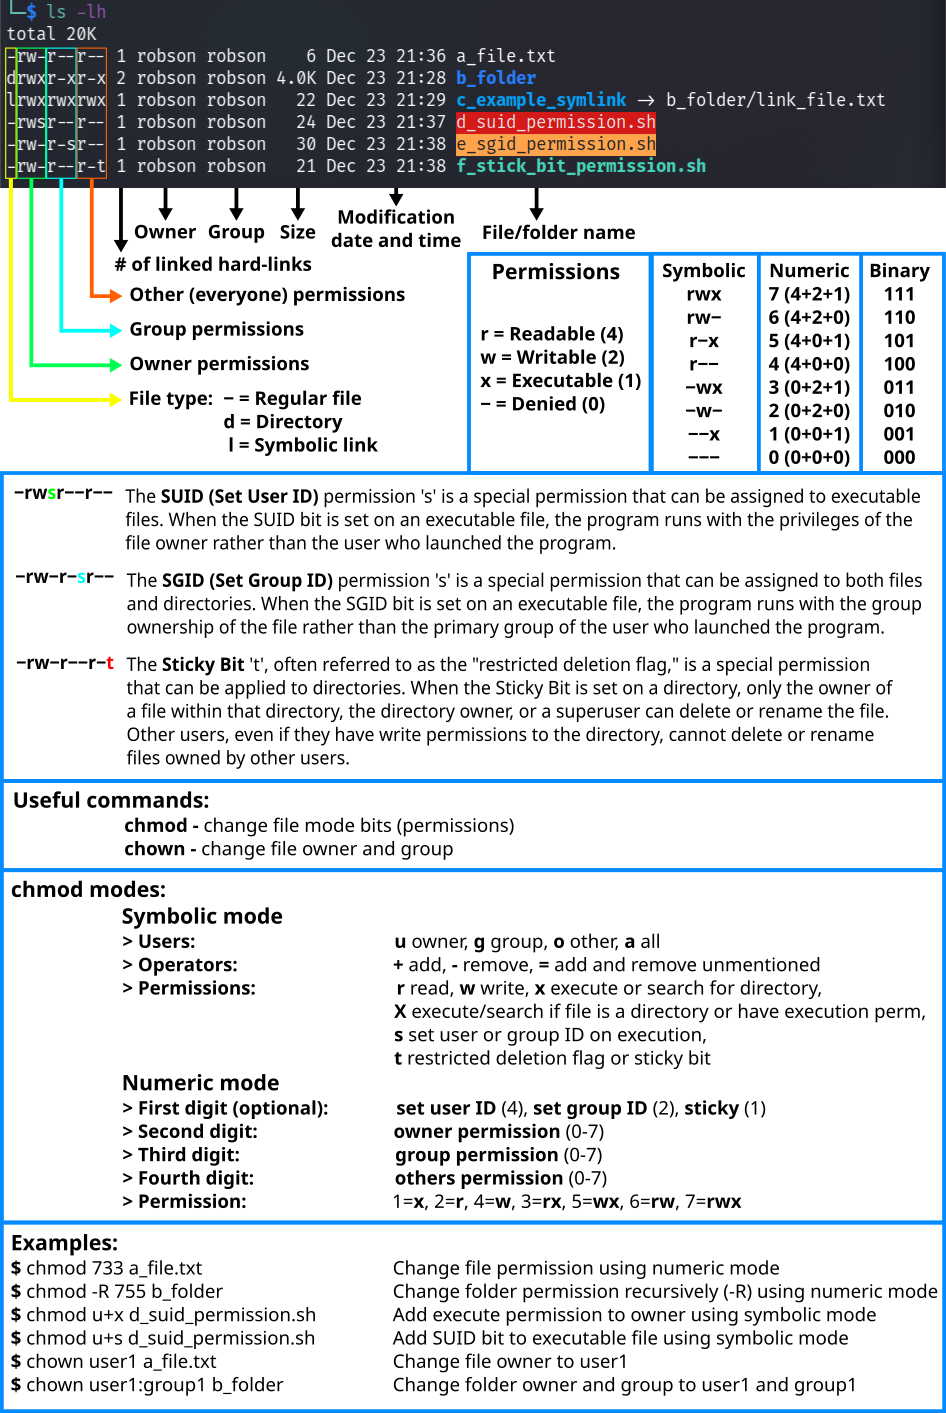 └─$ ls -lh
total 20K
-rw-r--r-- 1 robson robson 6 Dec 23 21:36 a_file.txt
drwxr-xr-x 2 robson robson 4.0K Dec 23 21:28 b_folder
lrwxrwxrwx 1 robson robson 22 Dec 23 21:29 c_example_symlink → b_folder/link_file.txt
-rwsr--r-- 1 robson robson 24 Dec 23 21:37 d_suid_permission.sh
-rw-r-sr-- 1 robson robson 30 Dec 23 21:38 e_sgid_permission.sh
-rw-r--r-t 1 robson robson 21 Dec 23 21:38 f_stick_bit_permission.sh
Owner Group Size Modification date and time File/folder name
# of linked hard-links
Other (everyone) permissions
Group permissions
Owner permissions
File type: − = Regular file
d = Directory
l = Symbolic link
Permissions Symbolic Numeric Binary
r = Readable (4)
w = Writable (2)
x = Executable (1)
− = Denied (0)
rwx 7 (4+2+1) 111
rw− 6 (4+2+0) 110
r−x 5 (4+0+1) 101
r−− 4 (4+0+0) 100
−wx 3 (0+2+1) 011
−w− 2 (0+2+0) 010
−−x 1 (0+0+1) 001
−−− 0 (0+0+0) 000
−rwsr−−r−− The SUID (Set User ID) permission 's' is a special permission that can be assigned to executable
files. When the SUID bit is set on an executable file, the program runs with the privileges of the
file owner rather than the user who launched the program.
−rw−r−sr−− The SGID (Set Group ID) permission 's' is a special permission that can be assigned to both files
and directories. When the SGID bit is set on an executable file, the program runs with the group
ownership of the file rather than the primary group of the user who launched the program.
−rw−r−−r−t The Sticky Bit 't', often referred to as the "restricted deletion flag," is a special permission
that can be applied to directories. When the Sticky Bit is set on a directory, only the owner of
a file within that directory, the directory owner, or a superuser can delete or rename the file.
Other users, even if they have write permissions to the directory, cannot delete or rename
files owned by other users.
Useful commands:
chmod - change file mode bits (permissions)
chown - change file owner and group
chmod modes:
Symbolic mode
> Users: u owner, g group, o other, a all
> Operators: + add, - remove, = add and remove unmentioned
> Permissions: r read, w write, x execute or search for directory,
X execute/search if file is a directory or have execution perm,
s set user or group ID on execution,
t restricted deletion flag or sticky bit
Numeric mode
> First digit (optional): set user ID (4), set group ID (2), sticky (1)
> Second digit: owner permission (0-7)
> Third digit: group permission (0-7)
> Fourth digit: others permission (0-7)
> Permission: 1=x, 2=r, 4=w, 3=rx, 5=wx, 6=rw, 7=rwx
Examples:
$ chmod 733 a_file.txt Change file permission using numeric mode
$ chmod -R 755 b_folder Change folder permission recursively (-R) using numeric mode
$ chmod u+x d_suid_permission.sh Add execute permission to owner using symbolic mode
$ chmod u+s d_suid_permission.sh Add SUID bit to executable file using symbolic mode
$ chown user1 a_file.txt Change file owner to user1
$ chown user1:group1 b_folder Change folder owner and group to user1 and group1